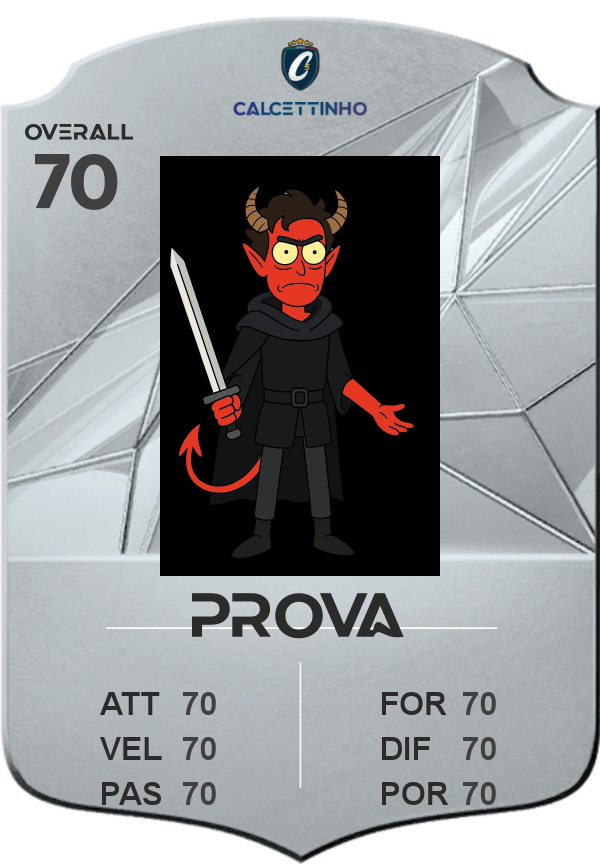 CALCETTINHO
OVERALL
70
PROVA
ATT 70 FOR 70
VEL 70 DIF 70
PAS 70 POR 70